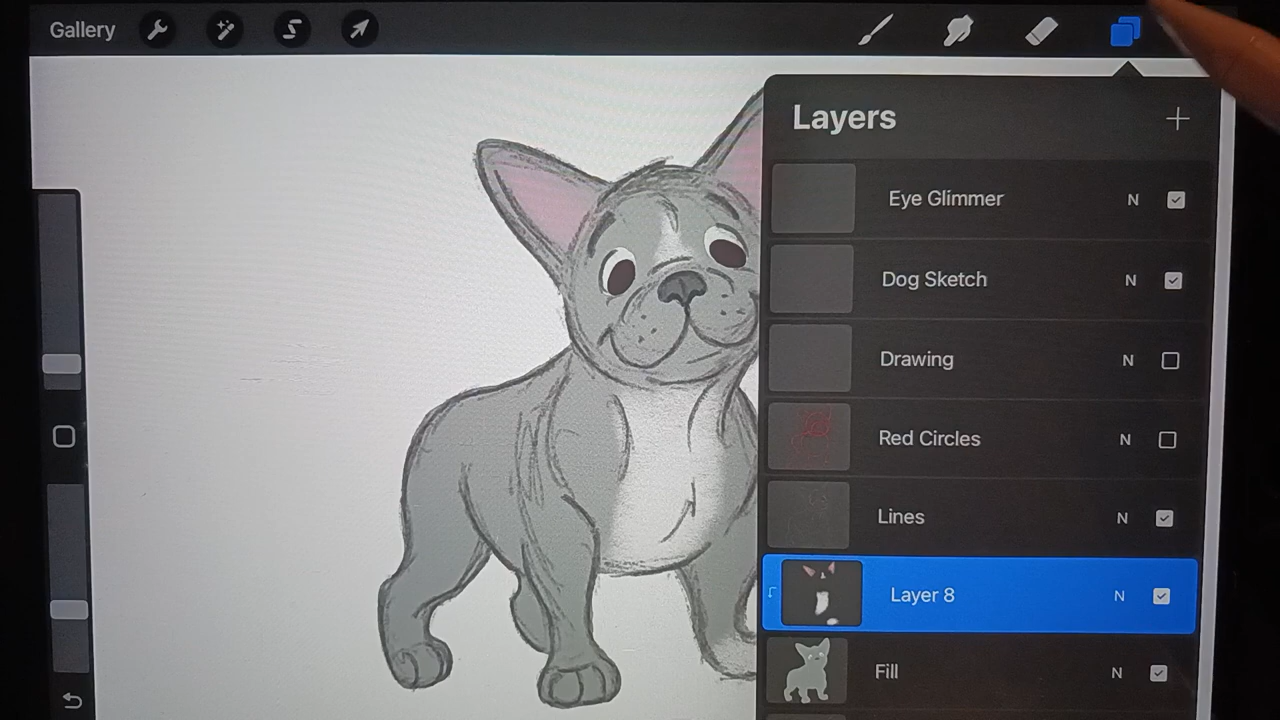 Gallery
Layers
Eye Glimmer N
Dog Sketch N
Drawing N
Red Circles N
Lines N
Layer 8 N
Fill N